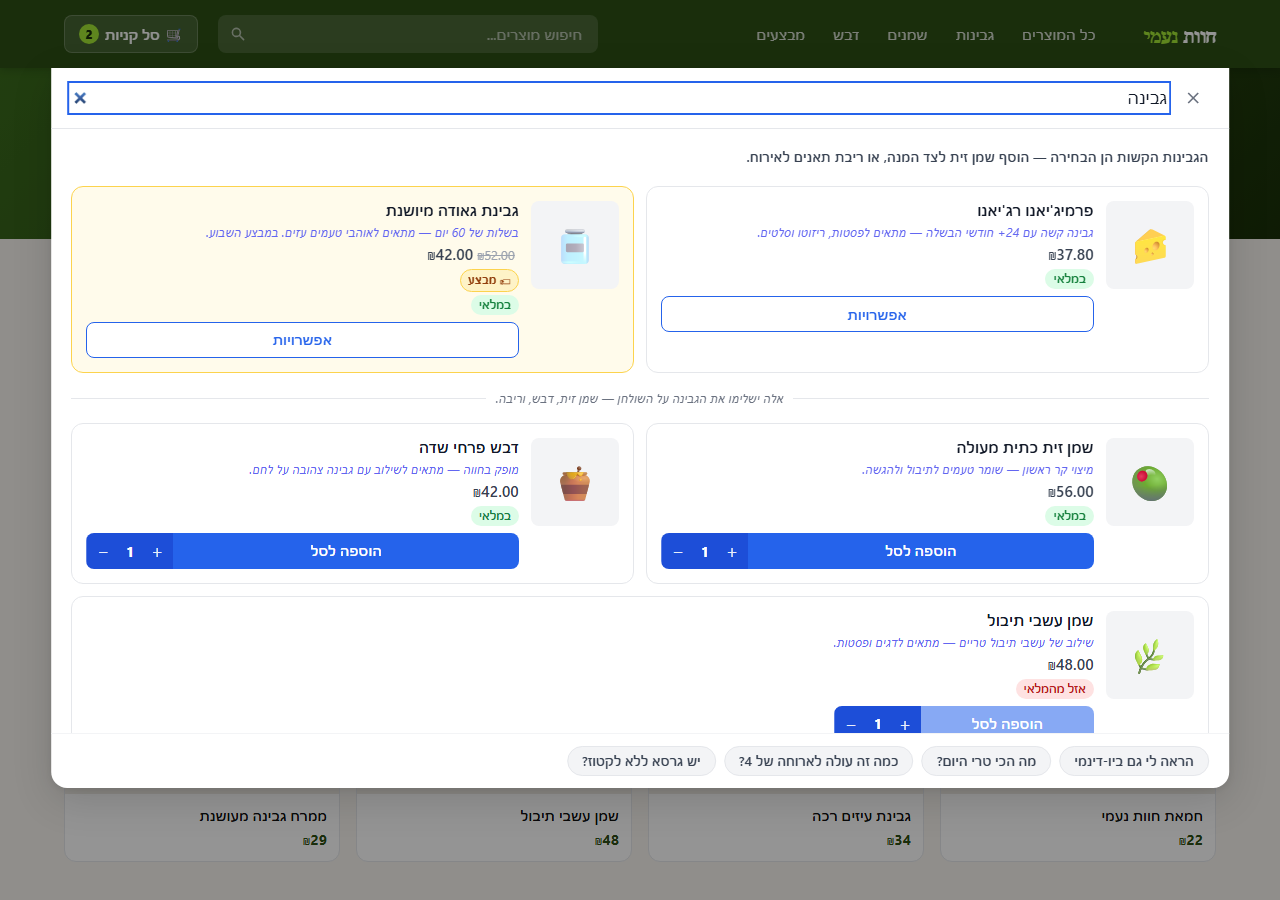 חוות נעמי
כל המוצרים
גבינות
שמנים
דבש
מבצעים
חיפוש מוצרים...
סל קניות 2
גבינה
הגבינות הקשות הן הבחירה — הוסף שמן זית לצד המנה, או ריבת תאנים לאירוח.
פרמיג'יאנו רג'יאנו
גבינה קשה עם 24+ חודשי הבשלה — מתאים לפסטות, ריזוטו וסלטים.
₪37.80
במלאי
אפשרויות
גבינת גאודה מיושנת
בשלות של 60 יום — מתאים לאוהבי טעמים עזים. במבצע השבוע.
₪52.00 ₪42.00
מבצע
במלאי
אפשרויות
אלה ישלימו את הגבינה על השולחן — שמן זית, דבש, וריבה.
שמן זית כתית מעולה
מיצוי קר ראשון — שומר טעמים לתיבול ולהגשה.
₪56.00
במלאי
הוספה לסל + 1 −
דבש פרחי שדה
מופק בחווה — מתאים לשילוב עם גבינה צהובה על לחם.
₪42.00
במלאי
הוספה לסל + 1 −
שמן עשבי תיבול
שילוב של עשבי תיבול טריים — מתאים לדגים ופסטות.
₪48.00
אזל מהמלאי
הוספה לסל + 1 −
הראה לי גם ביו-דינמי
מה הכי טרי היום?
כמה זה עולה לארוחה של 4?
יש גרסא ללא לקטוז?
חמאת חוות נעמי
₪22
גבינת עיזים רכה
₪34
שמן עשבי תיבול
₪48
ממרח גבינה מעושנת
₪29